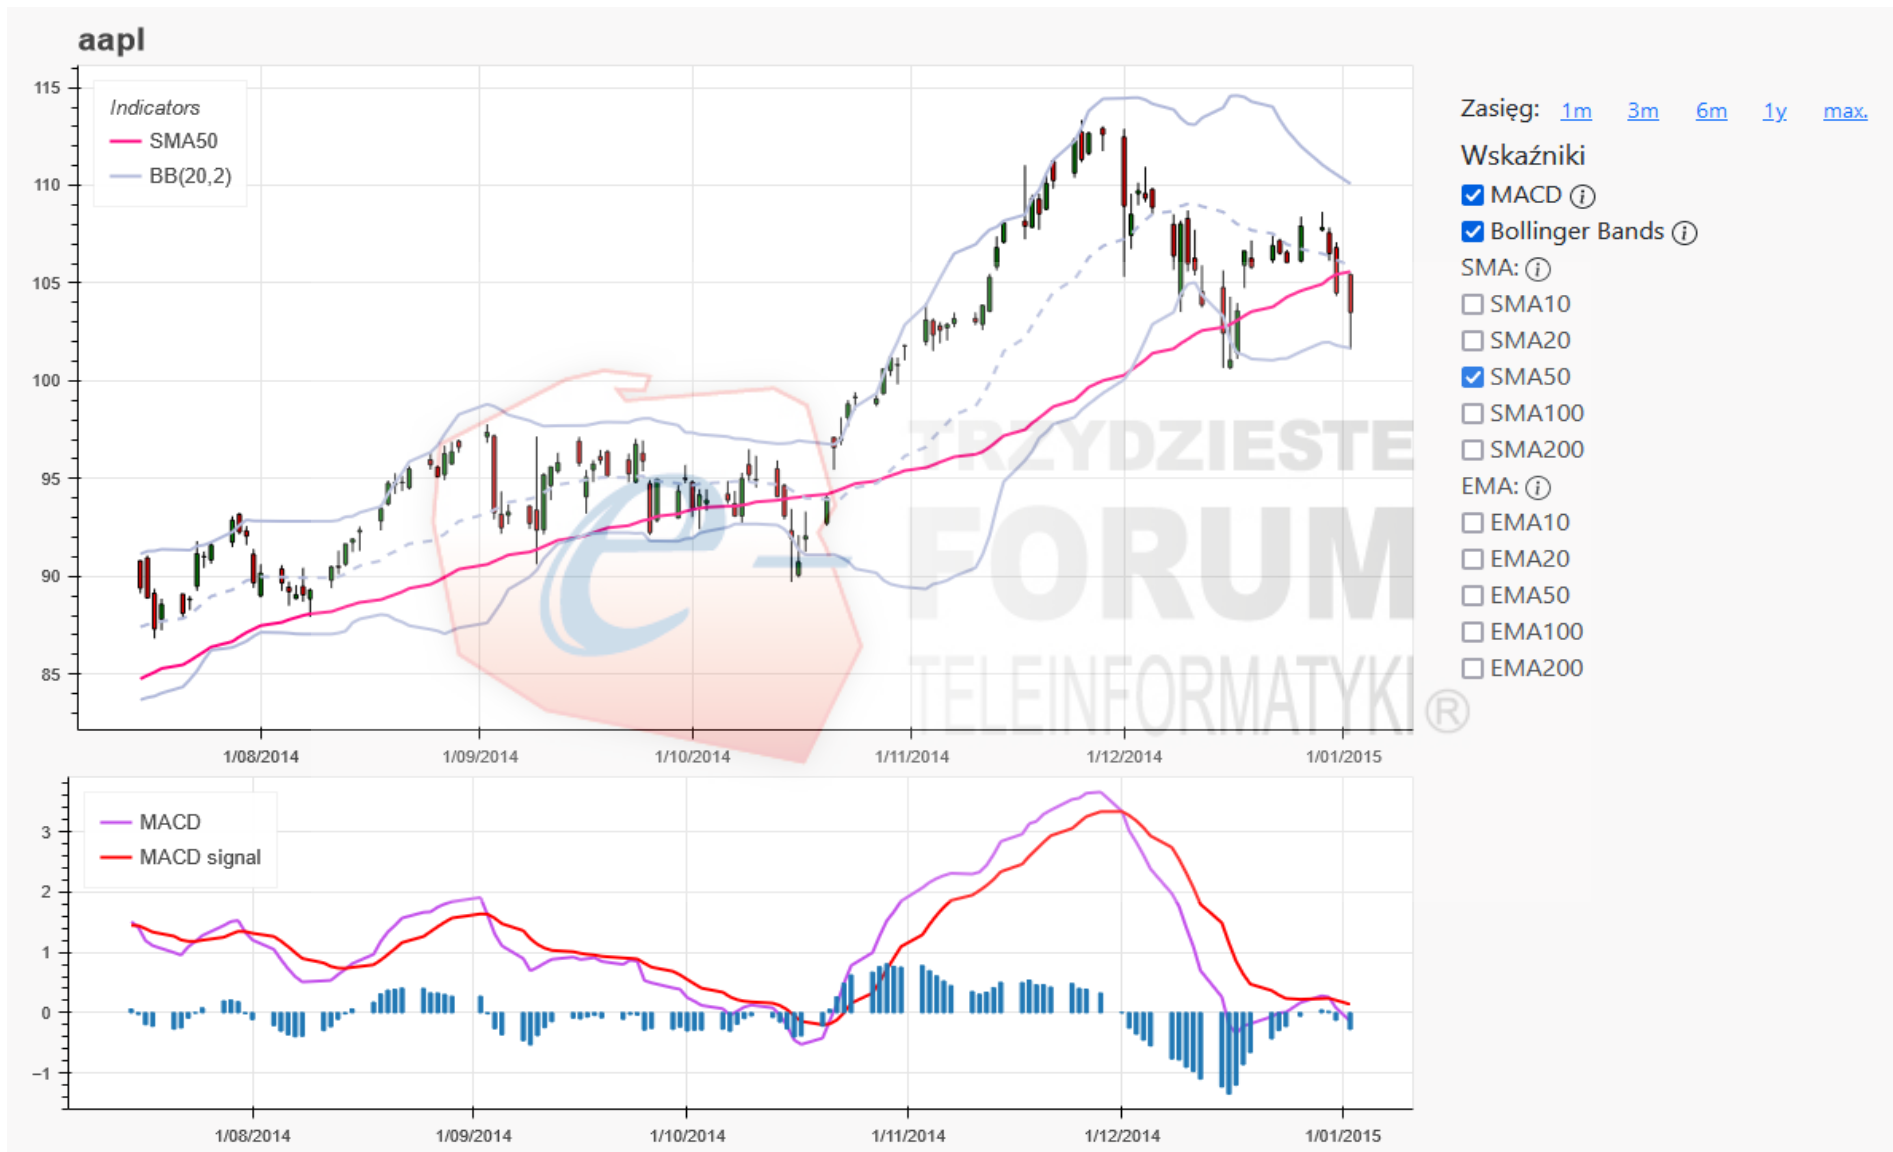 aapl
115
110
105
100
95
90
85
Indicators
SMA50
BB(20,2)
1/08/2014
1/09/2014
1/10/2014
1/11/2014
1/12/2014
1/01/2015
TRZYDZIESTE
e-FORUM
TELEINFORMATYKI®
3
2
1
0
−1
MACD
MACD signal
1/08/2014
1/09/2014
1/10/2014
1/11/2014
1/12/2014
1/01/2015
Zasięg: 1m 3m 6m 1y max.
Wskaźniki
MACD i
Bollinger Bands i
SMA: i
SMA10
SMA20
SMA50
SMA100
SMA200
EMA: i
EMA10
EMA20
EMA50
EMA100
EMA200